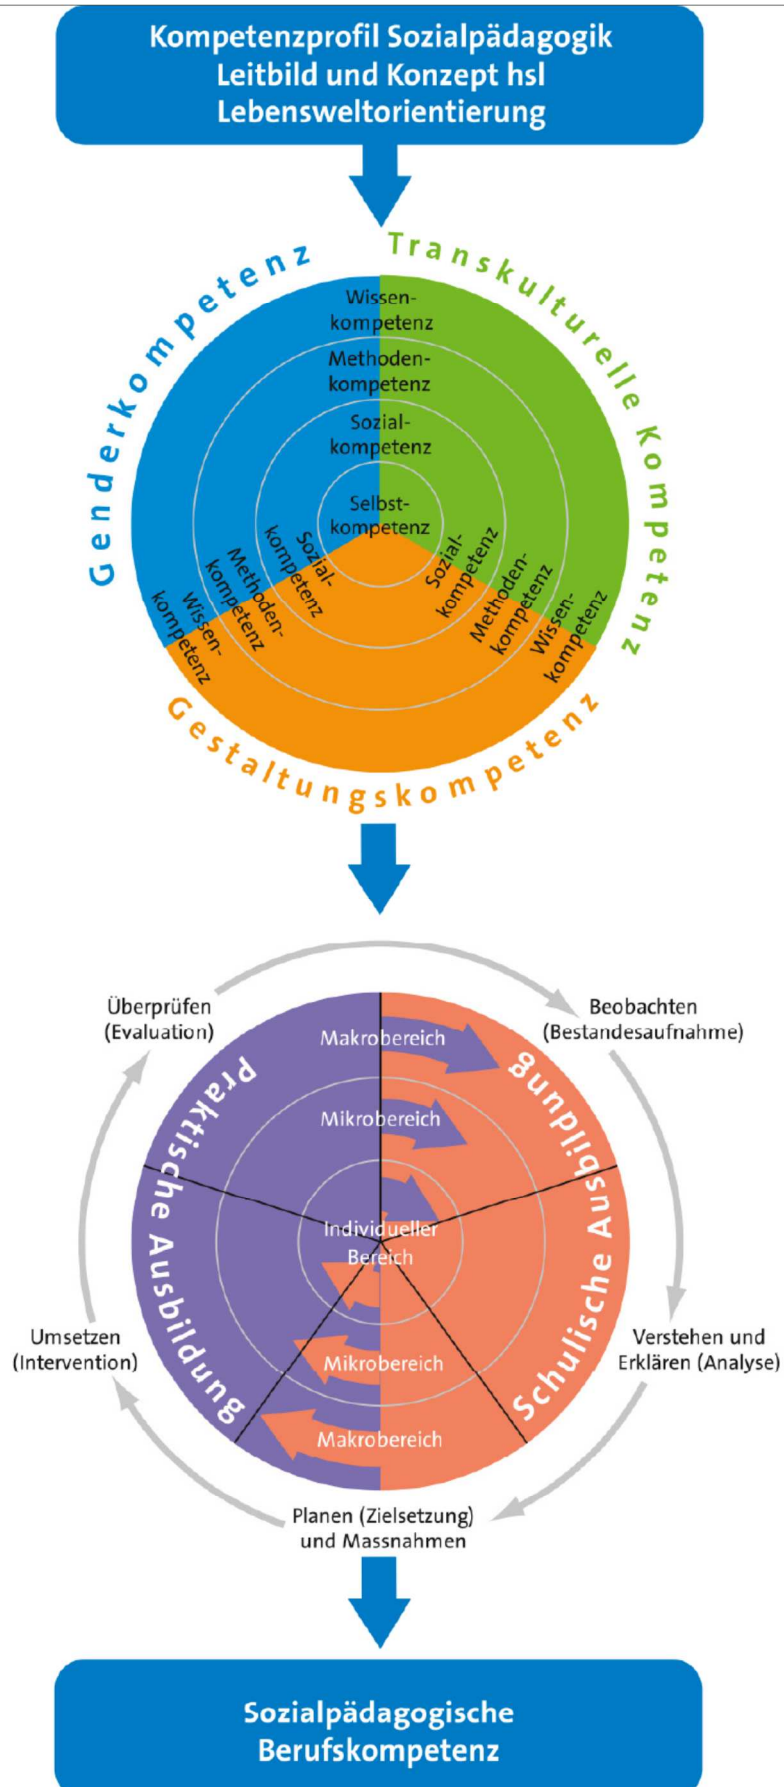 Kompetenzprofil Sozialpädagogik
Leitbild und Konzept hsl
Lebensweltorientierung
Genderkompetenz
Transkulturelle Kompetenz
Wissen-
kompetenz
Methoden-
kompetenz
Sozial-
kompetenz
Selbst-
kompetenz
Sozial-
kompetenz
Methoden-
kompetenz
Wissen-
kompetenz
Sozial-
kompetenz
Methoden-
kompetenz
Wissen-
kompetenz
Gestaltungskompetenz
Überprüfen
(Evaluation)
Beobachten
(Bestandesaufnahme)
Makrobereich
Mikrobereich
Individueller
Bereich
Mikrobereich
Makrobereich
Praktische Ausbildung
Schulische Ausbildung
Umsetzen
(Intervention)
Verstehen und
Erklären (Analyse)
Planen (Zielsetzung)
und Massnahmen
Sozialpädagogische
Berufskompetenz